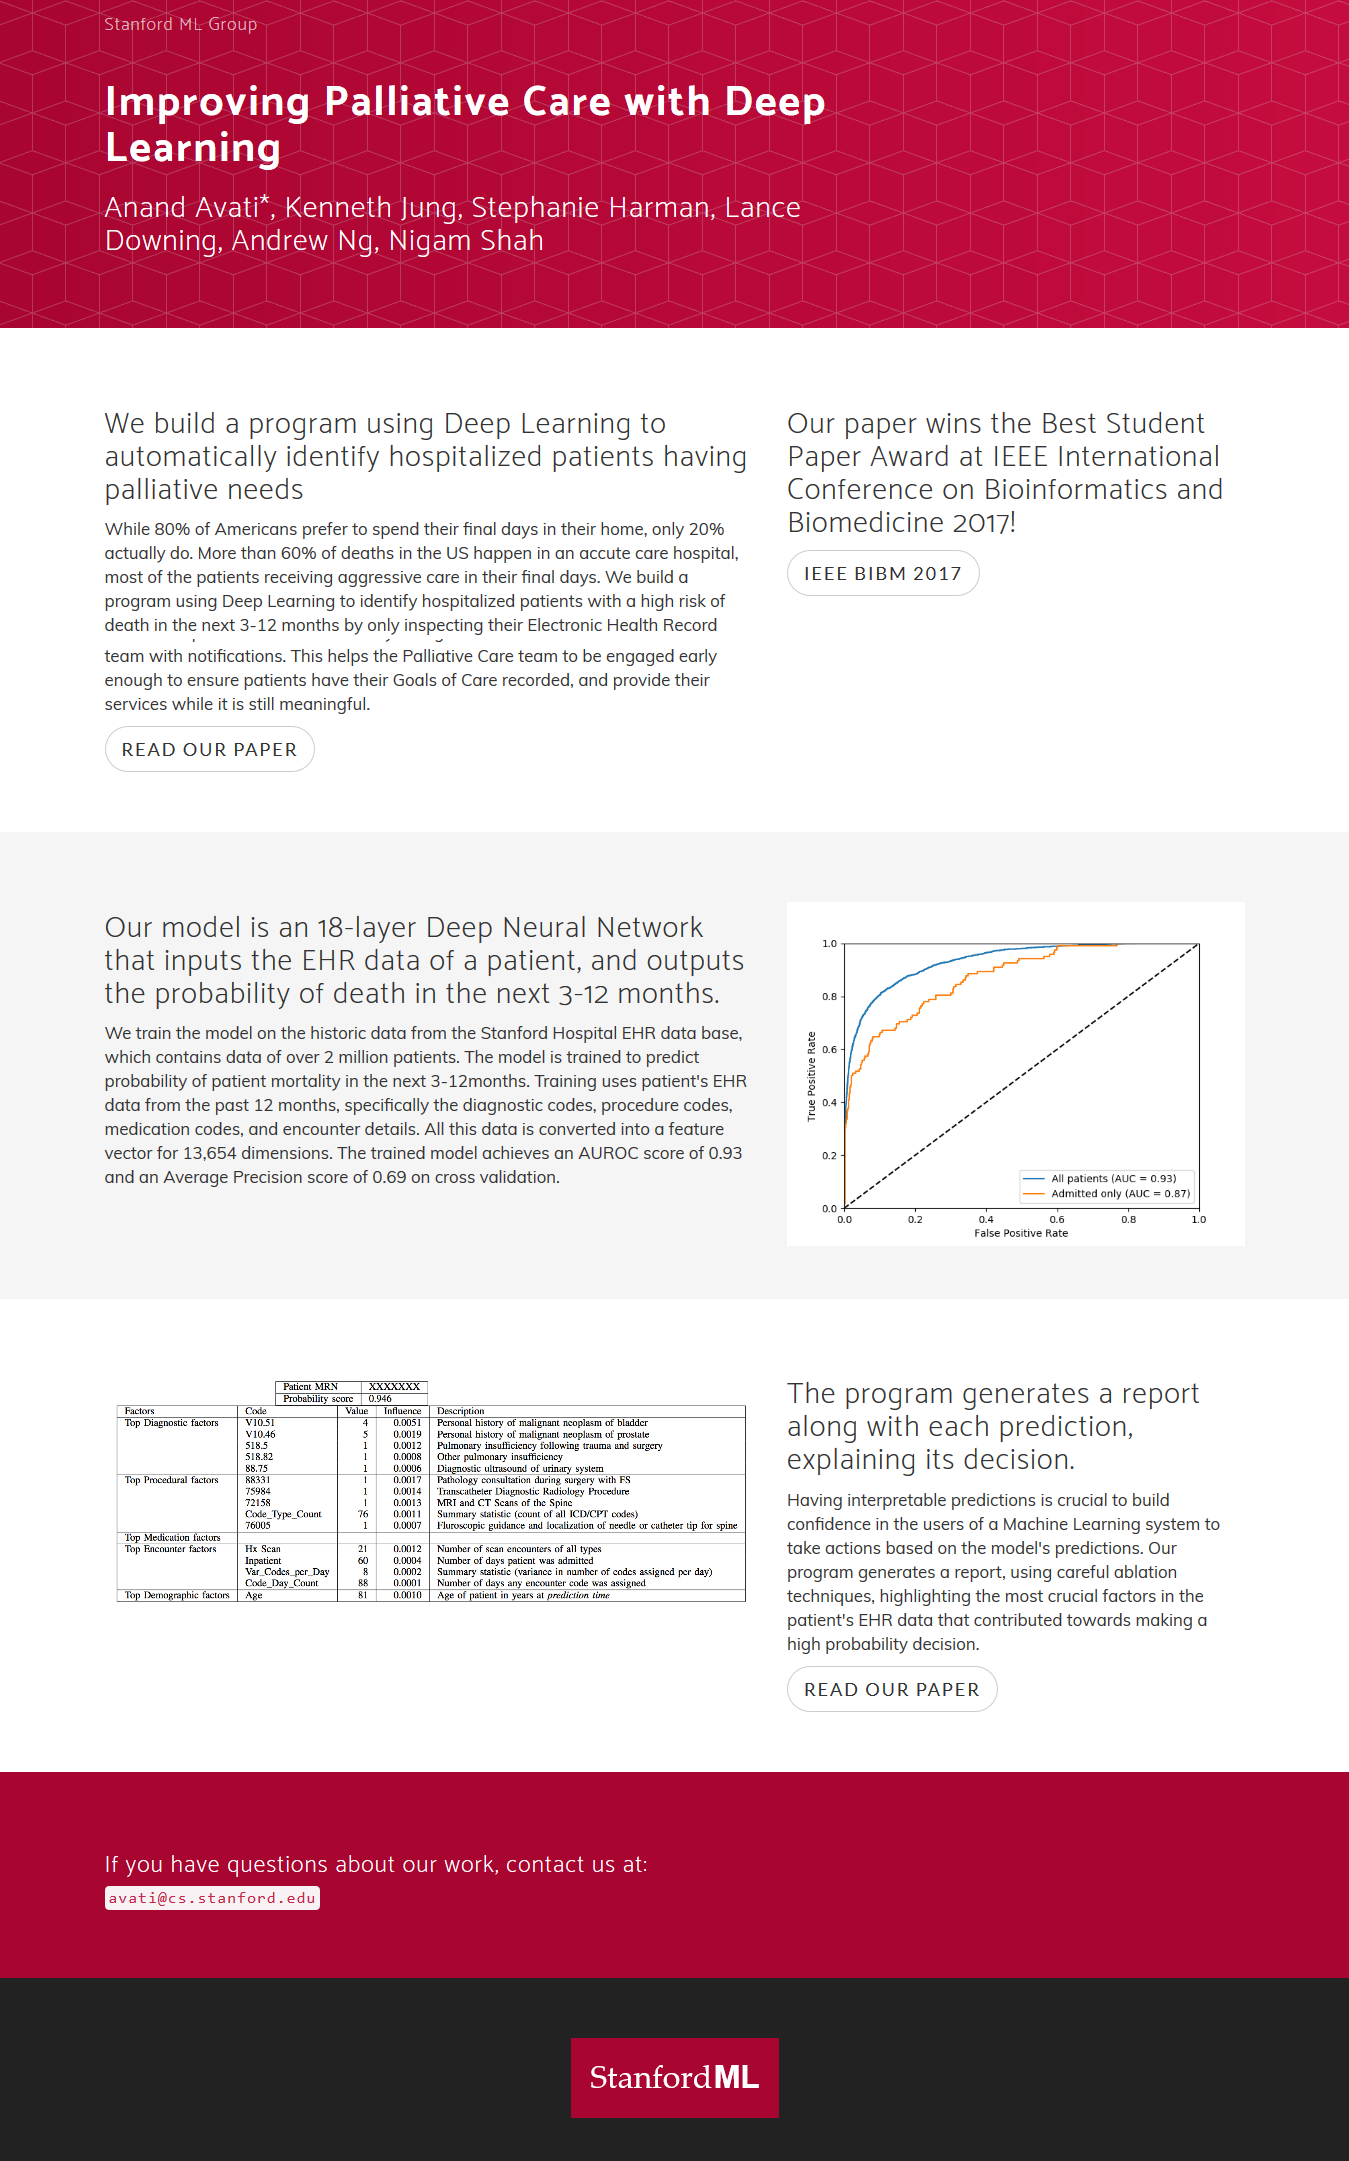 Stanford ML Group
Improving Palliative Care with Deep
Learning
Anand Avati*, Kenneth Jung, Stephanie Harman, Lance
Downing, Andrew Ng, Nigam Shah
We build a program using Deep Learning to
automatically identify hospitalized patients having
palliative needs
While 80% of Americans prefer to spend their final days in their home, only 20%
actually do. More than 60% of deaths in the US happen in an accute care hospital,
most of the patients receiving aggressive care in their final days. We build a
program using Deep Learning to identify hospitalized patients with a high risk of
death in the next 3-12 months by only inspecting their Electronic Health Record
team with notifications. This helps the Palliative Care team to be engaged early
enough to ensure patients have their Goals of Care recorded, and provide their
services while it is still meaningful.
READ OUR PAPER
Our paper wins the Best Student
Paper Award at IEEE International
Conference on Bioinformatics and
Biomedicine 2017!
IEEE BIBM 2017
Our model is an 18-layer Deep Neural Network
that inputs the EHR data of a patient, and outputs
the probability of death in the next 3-12 months.
We train the model on the historic data from the Stanford Hospital EHR data base,
which contains data of over 2 million patients. The model is trained to predict
probability of patient mortality in the next 3-12months. Training uses patient's EHR
data from the past 12 months, specifically the diagnostic codes, procedure codes,
medication codes, and encounter details. All this data is converted into a feature
vector for 13,654 dimensions. The trained model achieves an AUROC score of 0.93
and an Average Precision score of 0.69 on cross validation.
1.0
0.8
0.6
0.4
0.2
0.0
True Positive Rate
All patients (AUC = 0.93)
Admitted only (AUC = 0.87)
0.0 0.2 0.4 0.6 0.8 1.0
False Positive Rate
Patient MRN XXXXXXX
Probability score 0.946
Factors Code Value Influence Description
Top Diagnostic factors V10.51 4 0.0051 Personal history of malignant neoplasm of bladder
V10.46 5 0.0019 Personal history of malignant neoplasm of prostate
518.5 1 0.0012 Pulmonary insufficiency following trauma and surgery
518.82 1 0.0008 Other pulmonary insufficiency
88.75 1 0.0006 Diagnostic ultrasound of urinary system
Top Procedural factors 88331 1 0.0017 Pathology consultation during surgery with FS
75984 1 0.0014 Transcatheter Diagnostic Radiology Procedure
72158 1 0.0013 MRI and CT Scans of the Spine
Code_Type_Count 76 0.0011 Summary statistic (count of all ICD/CPT codes)
76005 1 0.0007 Fluroscopic guidance and localization of needle or catheter tip for spine
Top Medication factors
Top Encounter factors Hx Scan 21 0.0012 Number of scan encounters of all types
Inpatient 60 0.0004 Number of days patient was admitted
Var_Codes_per_Day 8 0.0002 Summary statistic (variance in number of codes assigned per day)
Code_Day_Count 88 0.0001 Number of days any encounter code was assigned
Top Demographic factors Age 81 0.0010 Age of patient in years at prediction time
The program generates a report
along with each prediction,
explaining its decision.
Having interpretable predictions is crucial to build
confidence in the users of a Machine Learning system to
take actions based on the model's predictions. Our
program generates a report, using careful ablation
techniques, highlighting the most crucial factors in the
patient's EHR data that contributed towards making a
high probability decision.
READ OUR PAPER
If you have questions about our work, contact us at:
avati@cs.stanford.edu
StanfordML